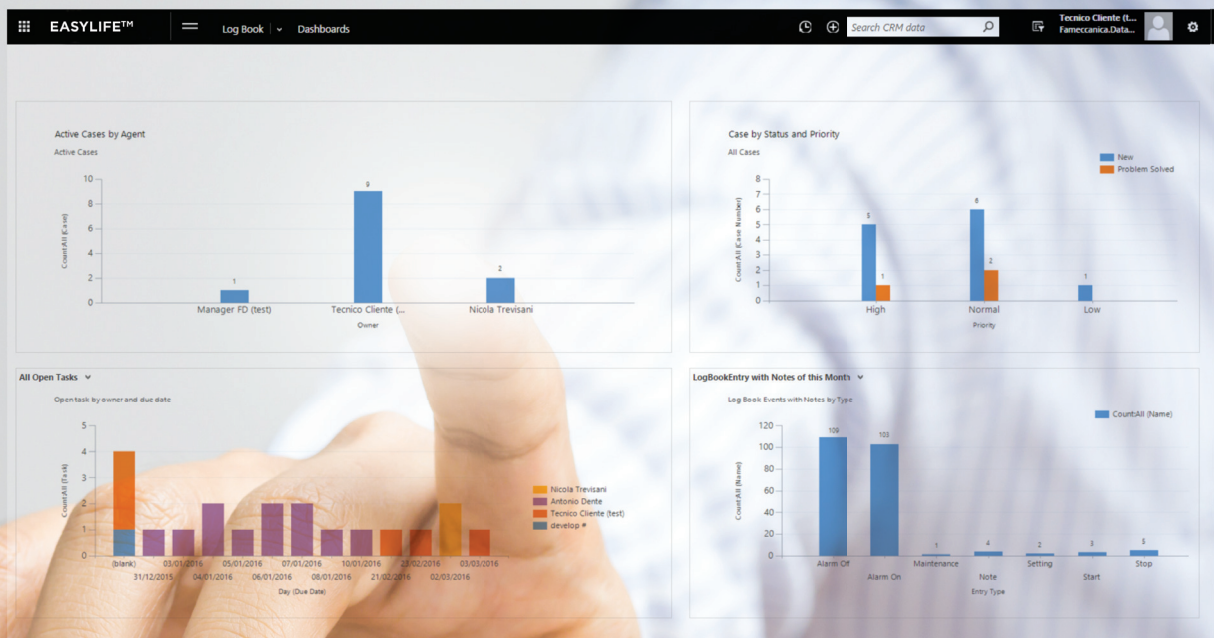 EASYLIFE™
Log Book
Dashboards
Search CRM data
Tecnico Cliente (t...
Fameccanica.Data...
Active Cases by Agent
Active Cases
10
8
6
4
2
0
Count:All (Case)
1
9
2
Manager FD (test)
Tecnico Cliente (...
Nicola Trevisani
Owner
Case by Status and Priority
All Cases
New
Problem Solved
8
7
6
5
4
3
2
1
0
Count:All (Case Number)
5
1
6
2
1
High
Normal
Low
Priority
All Open Tasks
Open task by owner and due date
5
4
3
2
1
0
Count:All (Task)
Nicola Trevisani
Antonio Dente
Tecnico Cliente (test)
develop #
(blank)
03/01/2016
05/01/2016
07/01/2016
10/01/2016
23/02/2016
03/03/2016
31/12/2015
04/01/2016
06/01/2016
08/01/2016
21/02/2016
02/03/2016
Day (Due Date)
LogBookEntry with Notes of this Month
Log Book Events with Notes by Type
Count:All (Name)
120
100
80
60
40
20
0
Count:All (Name)
109
103
1
4
2
3
5
Alarm Of
Maintenance
Setting
Stop
Alarm On
Note
Start
Entry Type